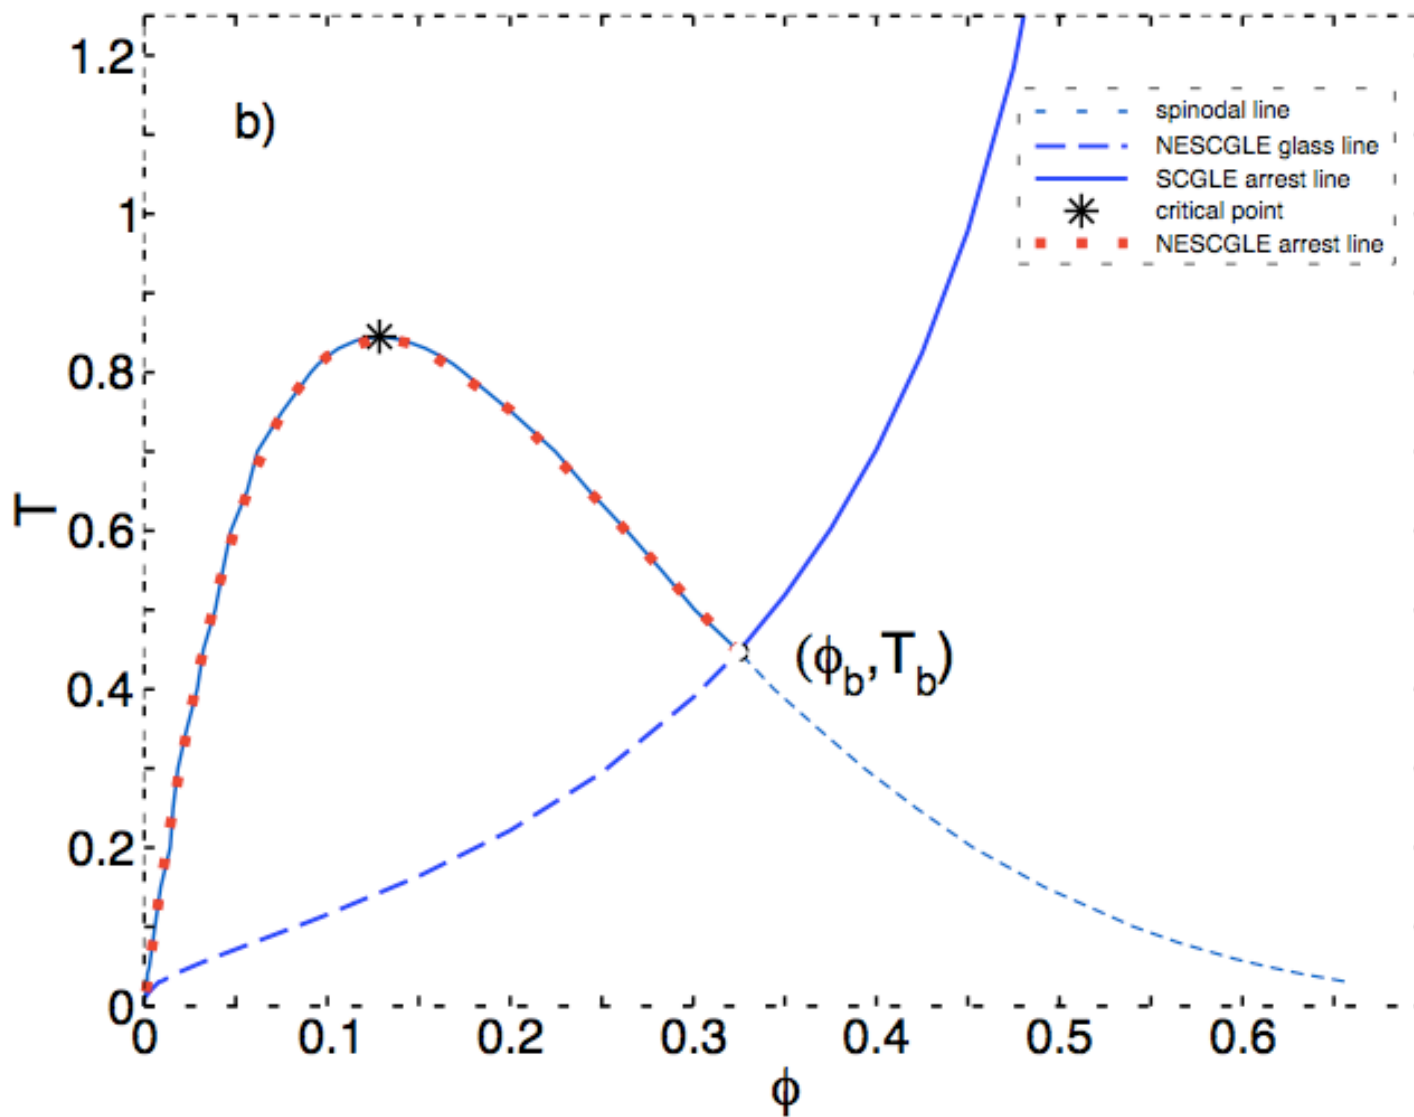 1.2
b)
spinodal line
NESCGLE glass line
SCGLE arrest line
critical point
NESCGLE arrest line
1
0.8
T
0.6
(ϕb,Tb)
0.4
0.2
0
0 0.1 0.2 0.3 0.4 0.5 0.6
ϕ